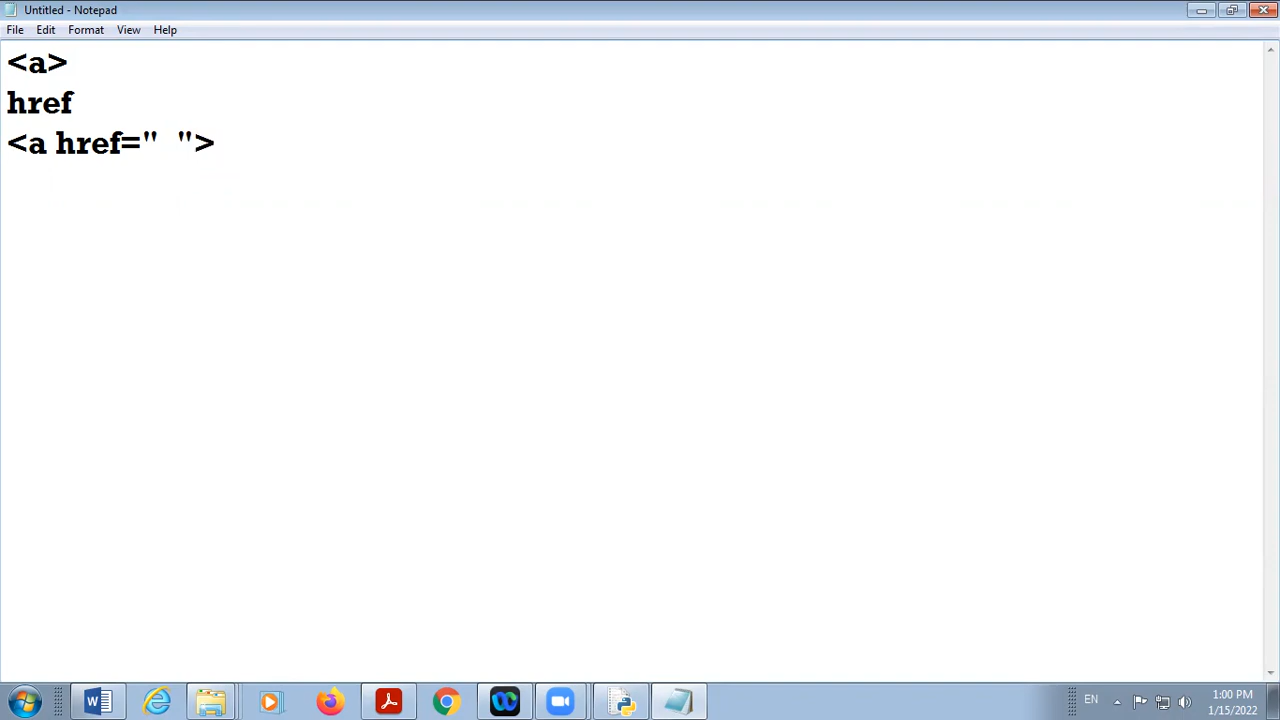 Untitled - Notepad
File Edit Format View Help
<a>
href
<a href="  ">
EN
1:00 PM
1/15/2022